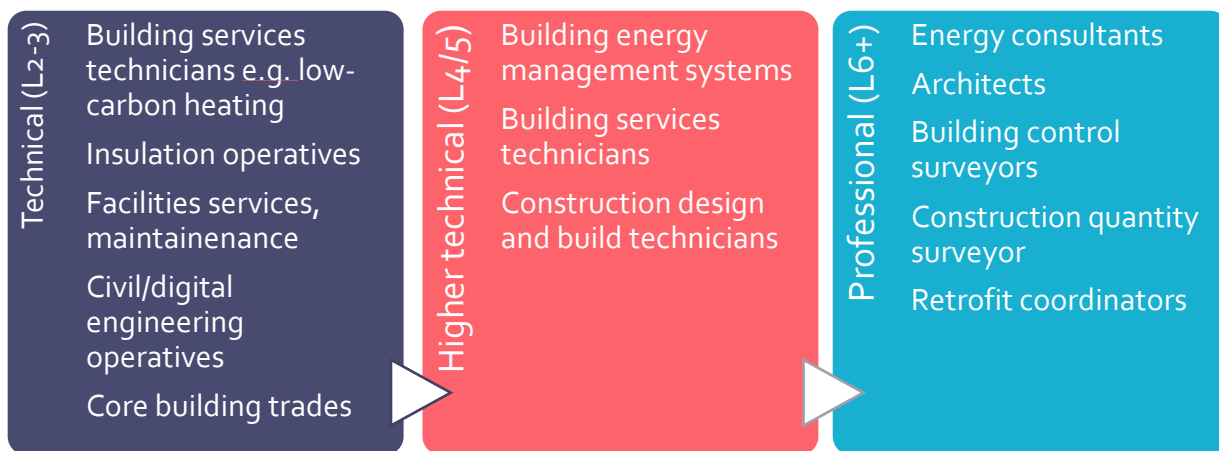 Technical (L2-3)
Building services
technicians e.g. low-
carbon heating
Insulation operatives
Facilities services,
maintainenance
Civil/digital
engineering
operatives
Core building trades
Higher technical (L4/5)
Building energy
management systems
Building services
technicians
Construction design
and build technicians
Professional (L6+)
Energy consultants
Architects
Building control
surveyors
Construction quantity
surveyor
Retrofit coordinators